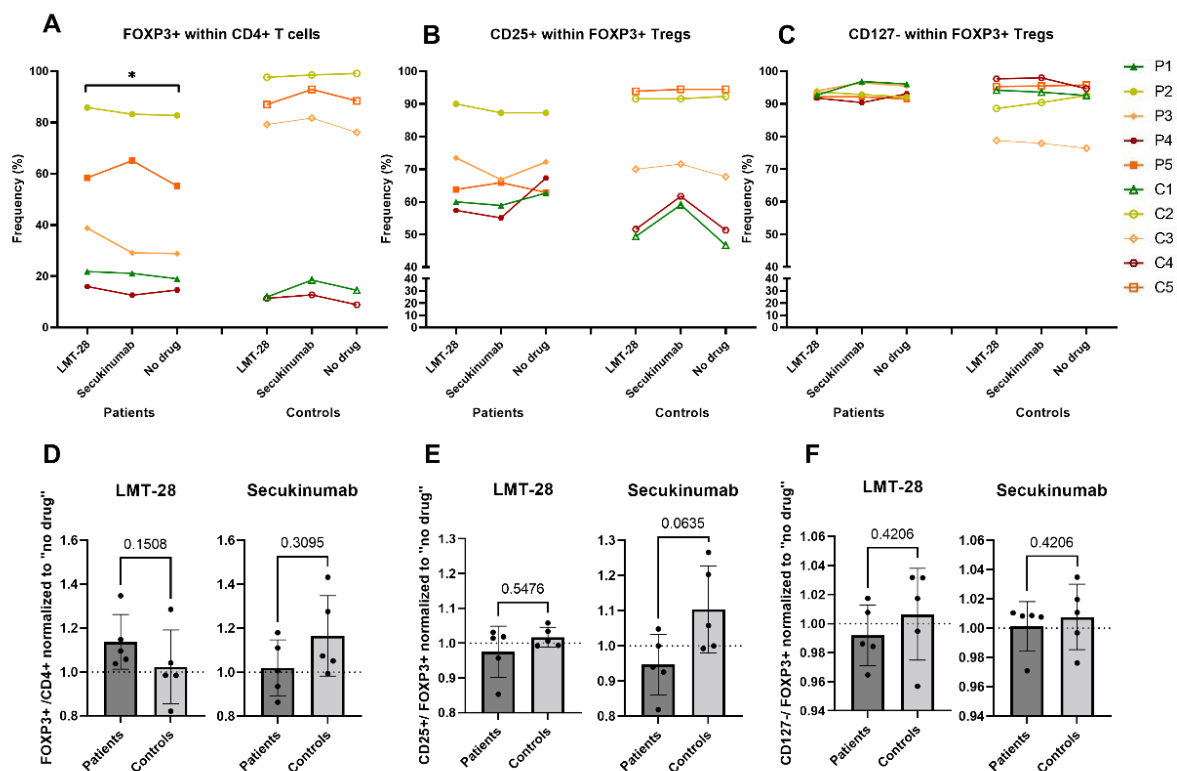 A
FOXP3+ within CD4+ T cells
Frequency (%)
100
80
60
40
20
0
*
LMT-28
Secukinumab
No drug
LMT-28
Secukinumab
No drug
Patients
Controls
B
CD25+ within FOXP3+ Tregs
Frequency (%)
100
90
80
70
60
50
40
40
30
20
10
0
LMT-28
Secukinumab
No drug
LMT-28
Secukinumab
No drug
Patients
Controls
C
CD127- within FOXP3+ Tregs
Frequency (%)
100
90
80
70
60
50
40
40
30
20
10
0
LMT-28
Secukinumab
No drug
LMT-28
Secukinumab
No drug
Patients
Controls
P1
P2
P3
P4
P5
C1
C2
C3
C4
C5
D
FOXP3+ /CD4+ normalized to "no drug"
LMT-28
1.6
1.4
1.2
1.0
0.8
0.1508
Patients
Controls
Secukinumab
1.6
1.4
1.2
1.0
0.8
0.3095
Patients
Controls
E
CD25+/ FOXP3+ normalized to "no drug"
LMT-28
1.3
1.2
1.1
1.0
0.9
0.8
0.5476
Patients
Controls
Secukinumab
1.3
1.2
1.1
1.0
0.9
0.8
0.0635
Patients
Controls
F
CD127-/ FOXP3+ normalized to "no drug"
LMT-28
1.06
1.04
1.02
1.00
0.98
0.96
0.94
0.4206
Patients
Controls
Secukinumab
1.06
1.04
1.02
1.00
0.98
0.96
0.94
0.4206
Patients
Controls